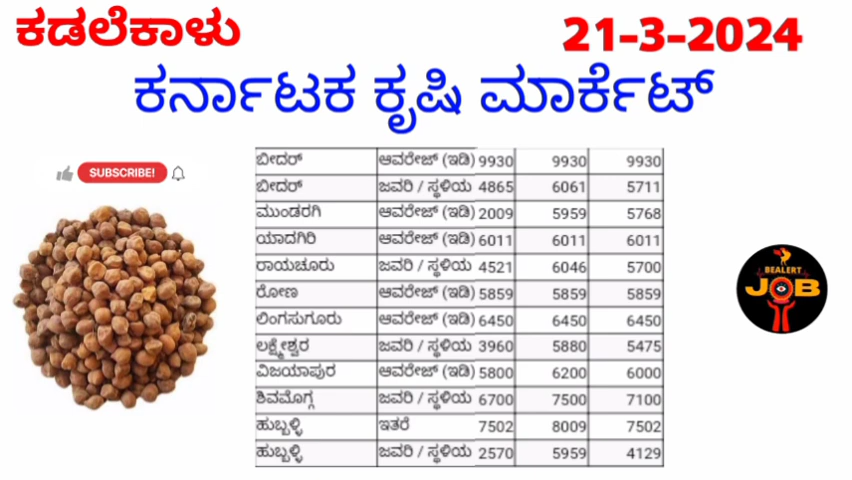 ಕಡಲೆಕಾಳು
21-3-2024
ಕರ್ನಾಟಕ ಕೃಷಿ ಮಾರ್ಕೆಟ್
SUBSCRIBE!
ಬೀದರ್ ಆವರೇಜ್ (ಇಡಿ) 9930 9930 9930
ಬೀದರ್ ಜವರಿ / ಸ್ಥಳಿಯ 4865 6061 5711
ಮುಂಡರಗಿ ಆವರೇಜ್ (ಇಡಿ) 2009 5959 5768
ಯಾದಗಿರಿ ಆವರೇಜ್ (ಇಡಿ) 6011 6011 6011
ರಾಯಚೂರು ಜವರಿ / ಸ್ಥಳಿಯ 4521 6046 5700
ರೋಣ ಆವರೇಜ್ (ಇಡಿ) 5859 5859 5859
ಲಿಂಗಸುಗೂರು ಆವರೇಜ್ (ಇಡಿ) 6450 6450 6450
ಲಕ್ಷ್ಮೇಶ್ವರ ಜವರಿ / ಸ್ಥಳಿಯ 3960 5880 5475
ವಿಜಯಾಪುರ ಆವರೇಜ್ (ಇಡಿ) 5800 6200 6000
ಶಿವಮೊಗ್ಗ ಜವರಿ / ಸ್ಥಳಿಯ 6700 7500 7100
ಹುಬ್ಬಳ್ಳಿ ಇತರೆ 7502 8009 7502
ಹುಬ್ಬಳ್ಳಿ ಜವರಿ / ಸ್ಥಳಿಯ 2570 5959 4129
BEALERT
JOB